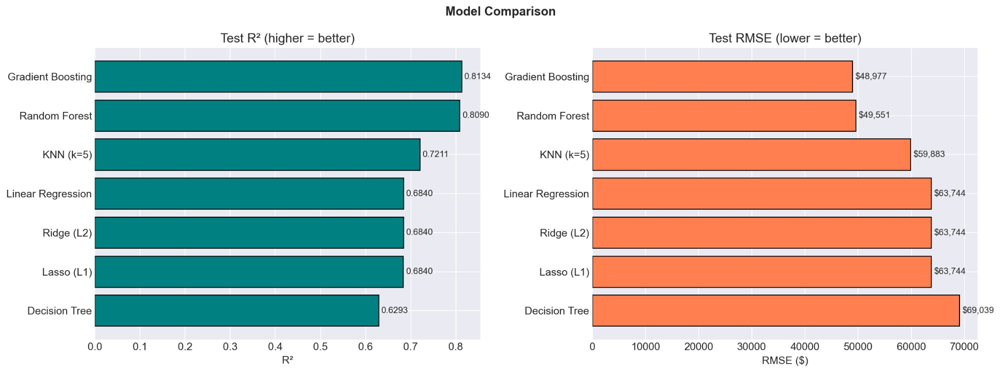 Model Comparison
Test R² (higher = better)
Gradient Boosting 0.8134
Random Forest 0.8090
KNN (k=5) 0.7211
Linear Regression 0.6840
Ridge (L2) 0.6840
Lasso (L1) 0.6840
Decision Tree 0.6293
0.0 0.1 0.2 0.3 0.4 0.5 0.6 0.7 0.8
R²
Test RMSE (lower = better)
Gradient Boosting $48,977
Random Forest $49,551
KNN (k=5) $59,883
Linear Regression $63,744
Ridge (L2) $63,744
Lasso (L1) $63,744
Decision Tree $69,039
0 10000 20000 30000 40000 50000 60000 70000
RMSE ($)